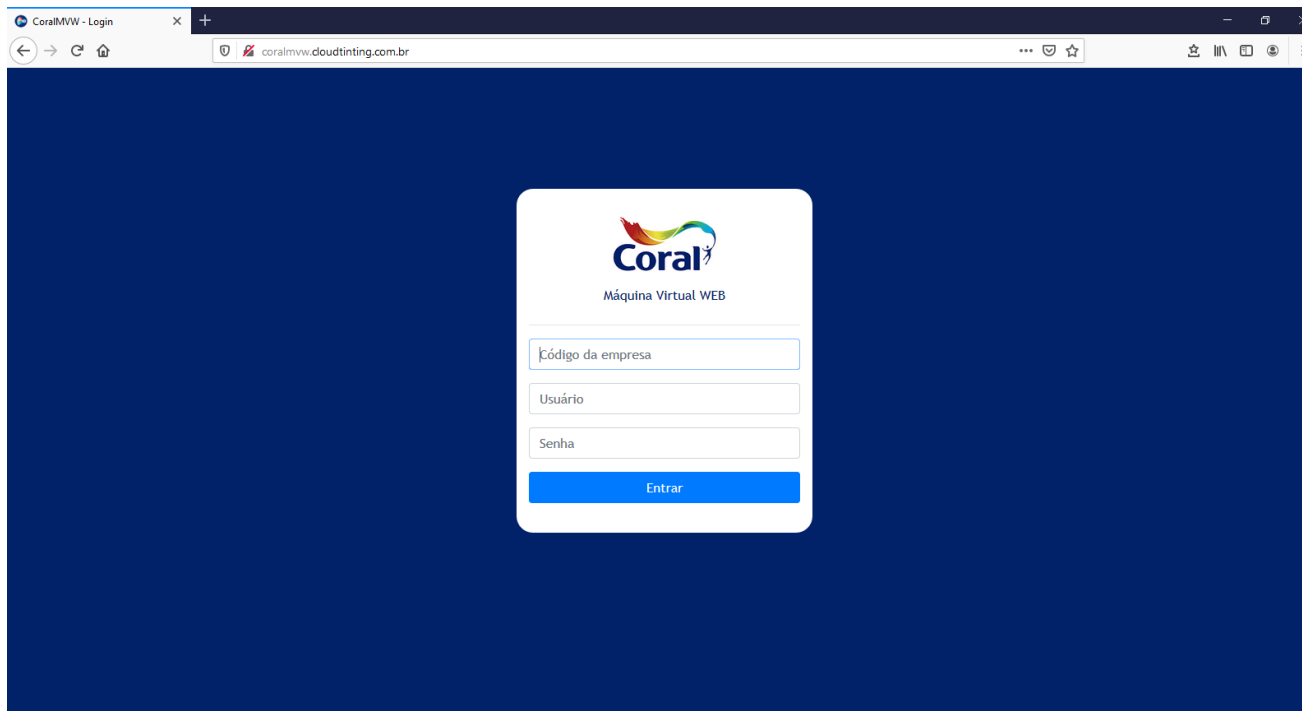 CoralMVW - Login
coralmvw.cloudtinting.com.br
Coral
Máquina Virtual WEB
Código da empresa
Usuário
Senha
Entrar